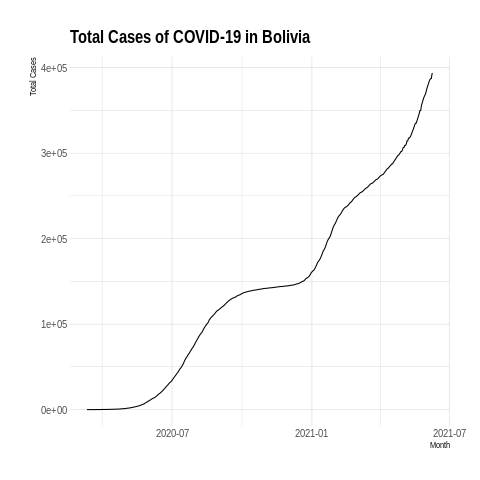 Total Cases of COVID-19 in Bolivia
Total Cases
4e+05
3e+05
2e+05
1e+05
0e+00
2020-07
2021-01
2021-07
Month